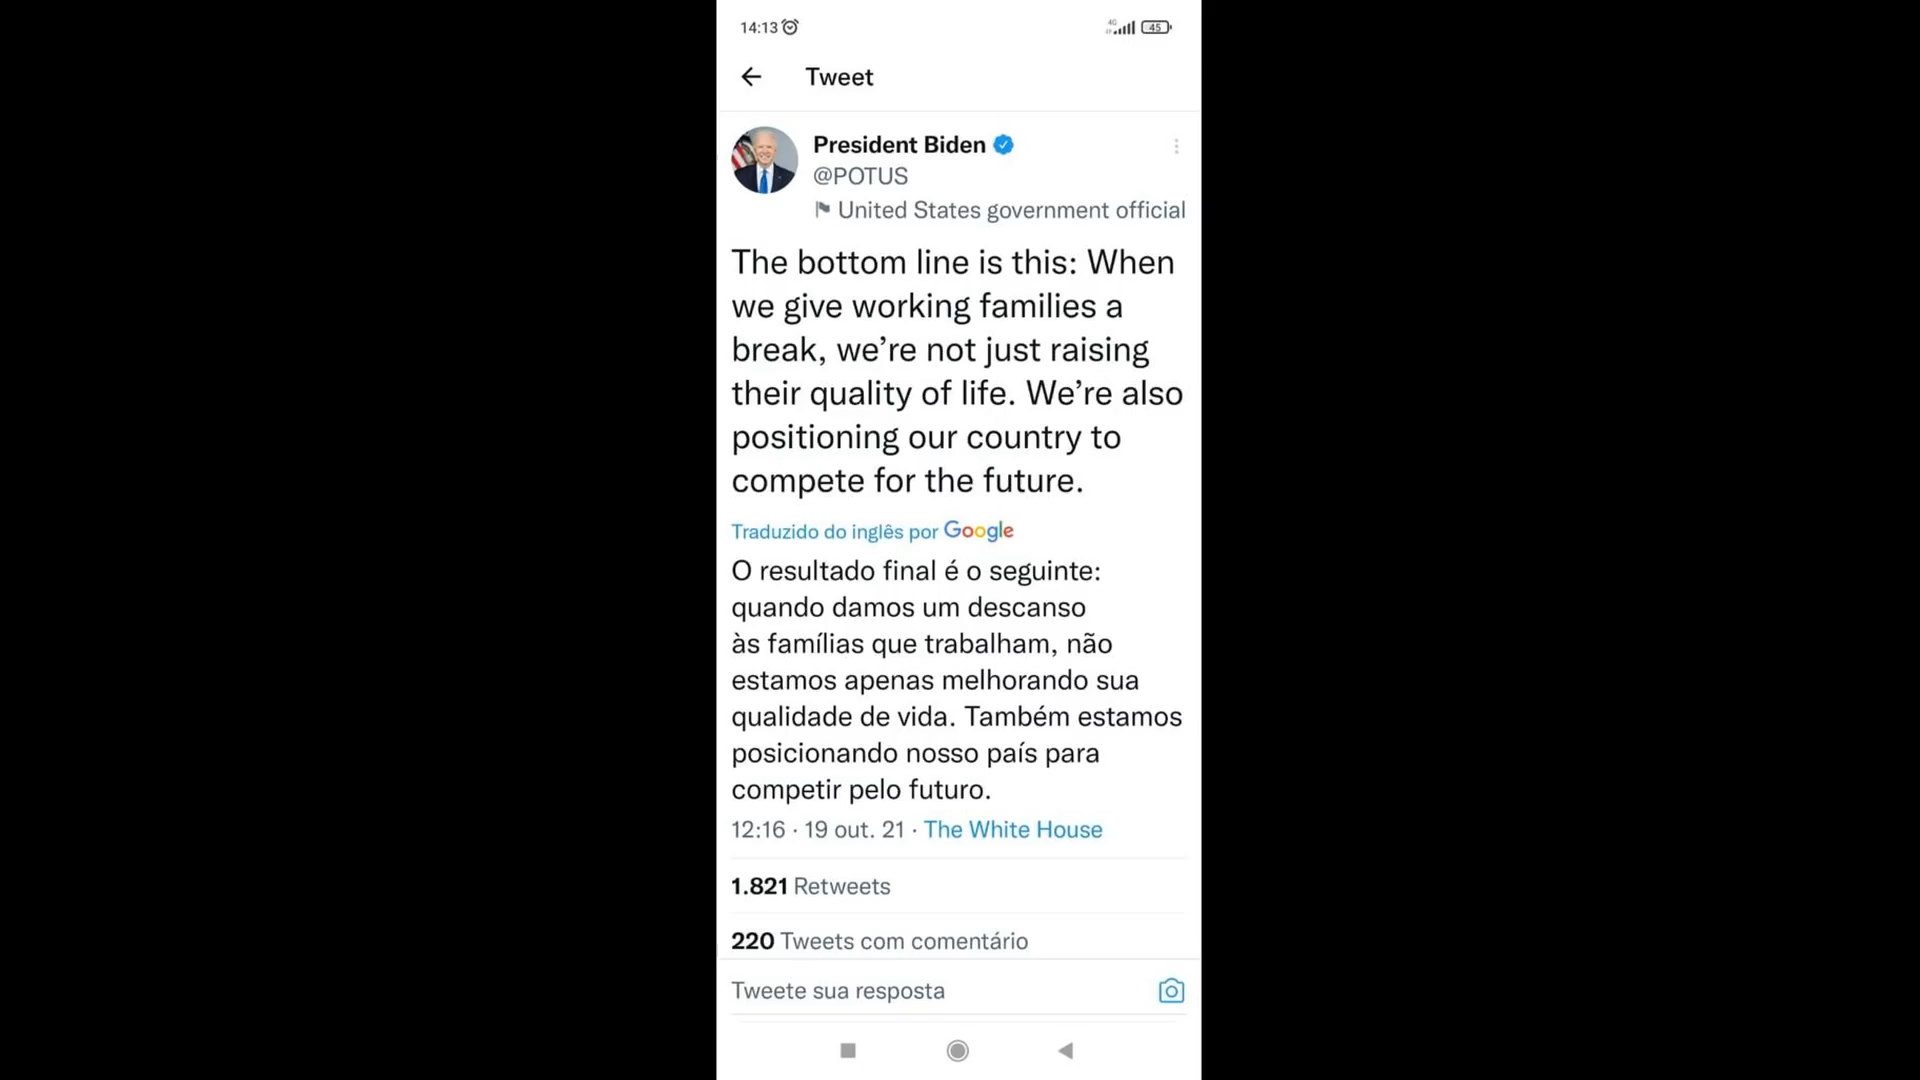 14:13
4G
45
Tweet
President Biden
@POTUS
United States government official
The bottom line is this: When
we give working families a
break, we’re not just raising
their quality of life. We’re also
positioning our country to
compete for the future.
Traduzido do inglês por Google
O resultado final é o seguinte:
quando damos um descanso
às famílias que trabalham, não
estamos apenas melhorando sua
qualidade de vida. Também estamos
posicionando nosso país para
competir pelo futuro.
12:16 · 19 out. 21 · The White House
1.821 Retweets
220 Tweets com comentário
Tweete sua resposta